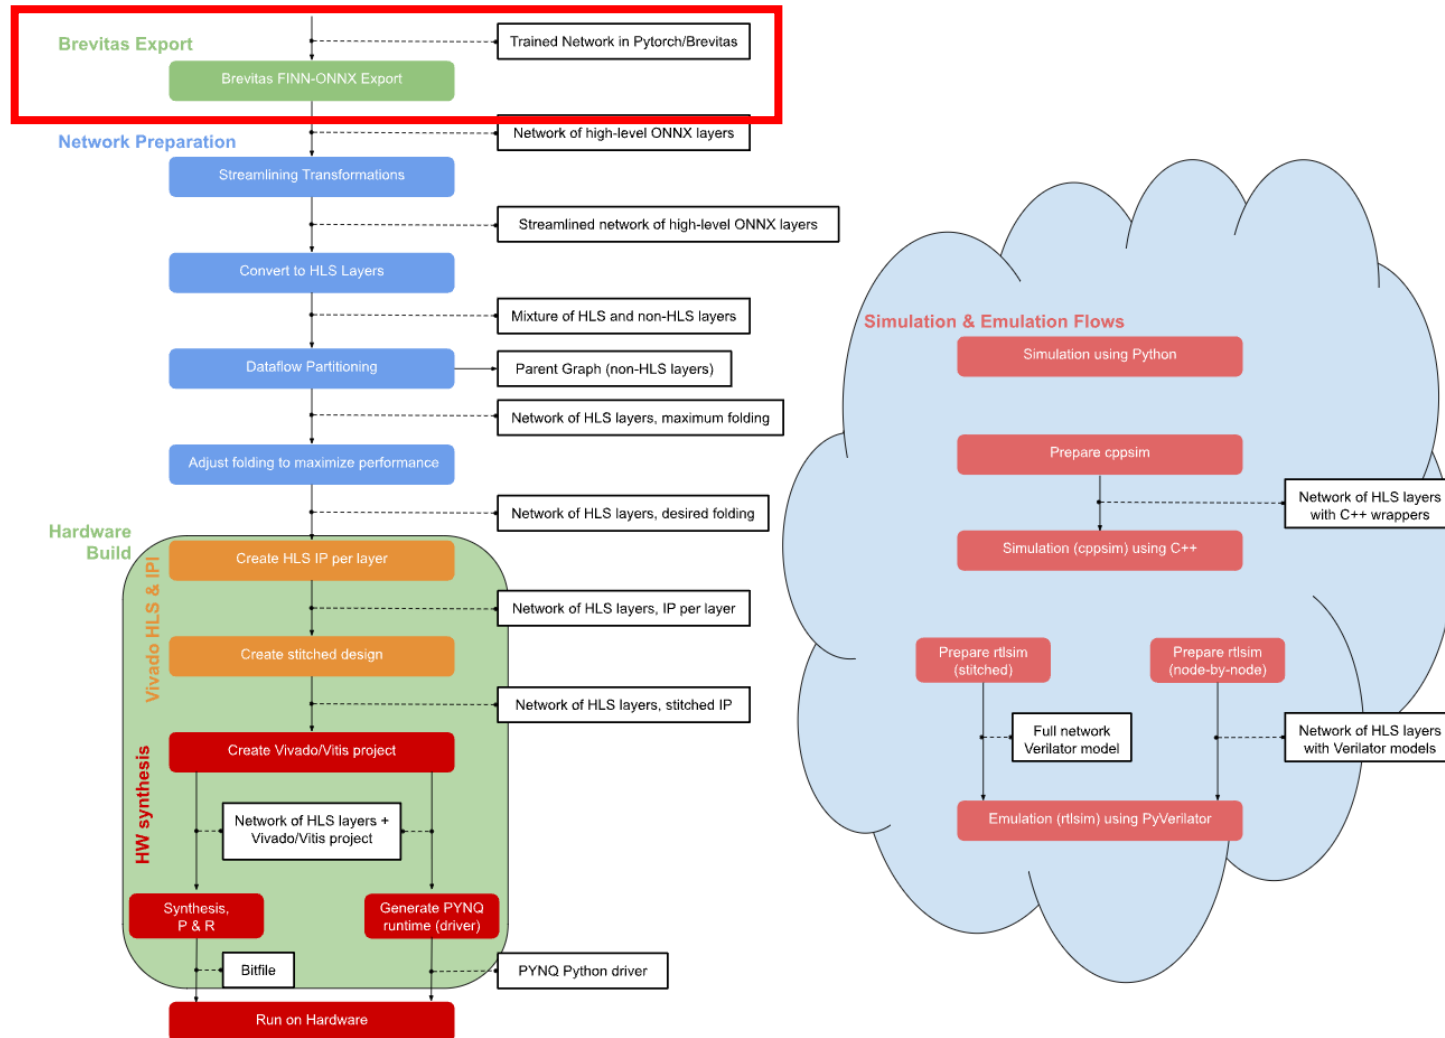 Brevitas Export
Trained Network in Pytorch/Brevitas
Brevitas FINN-ONNX Export
Network of high-level ONNX layers
Network Preparation
Streamlining Transformations
Streamlined network of high-level ONNX layers
Convert to HLS Layers
Mixture of HLS and non-HLS layers
Dataflow Partitioning
Parent Graph (non-HLS layers)
Network of HLS layers, maximum folding
Adjust folding to maximize performance
Network of HLS layers, desired folding
Hardware
Build
Vivado HLS & IPI
Create HLS IP per layer
Network of HLS layers, IP per layer
Create stitched design
Network of HLS layers, stitched IP
HW synthesis
Create Vivado/Vitis project
Network of HLS layers +
Vivado/Vitis project
Synthesis,
P & R
Generate PYNQ
runtime (driver)
Bitfile
PYNQ Python driver
Run on Hardware
Simulation & Emulation Flows
Simulation using Python
Prepare cppsim
Network of HLS layers
with C++ wrappers
Simulation (cppsim) using C++
Prepare rtlsim
(stitched)
Prepare rtlsim
(node-by-node)
Full network
Verilator model
Network of HLS layers
with Verilator models
Emulation (rtlsim) using PyVerilator